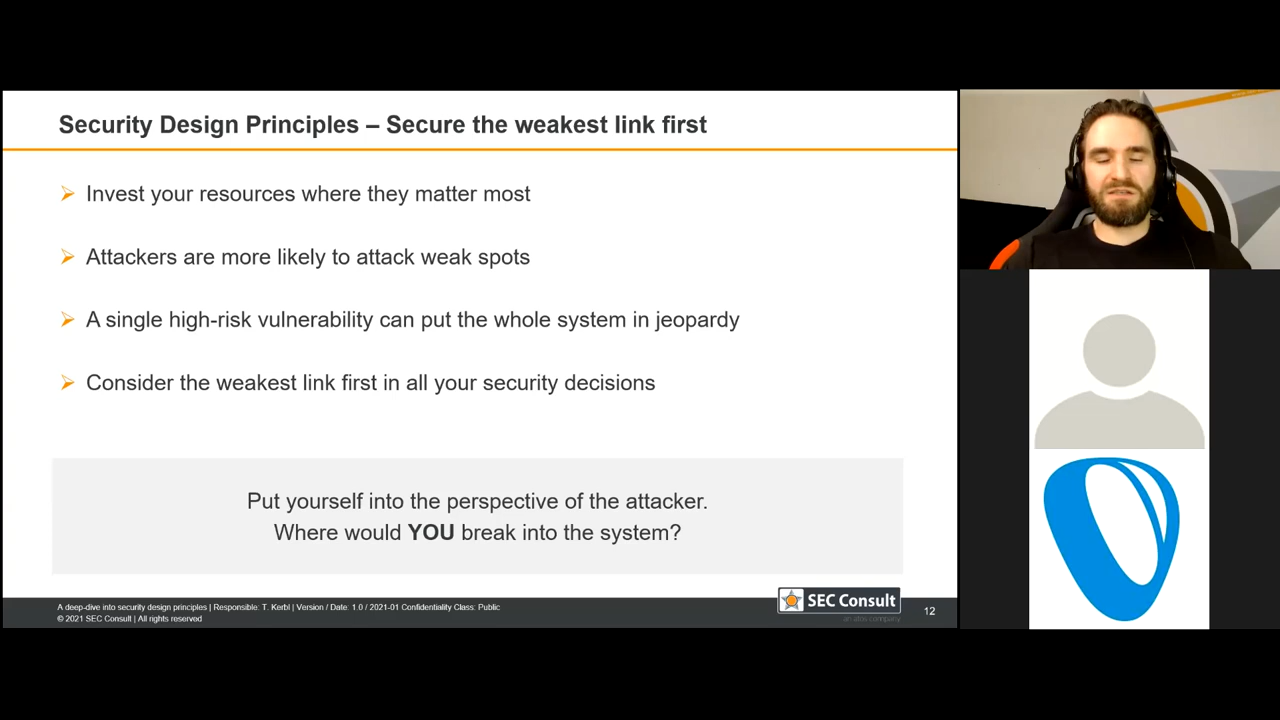 Security Design Principles – Secure the weakest link first
Invest your resources where they matter most
Attackers are more likely to attack weak spots
A single high-risk vulnerability can put the whole system in jeopardy
Consider the weakest link first in all your security decisions
Put yourself into the perspective of the attacker.
Where would YOU break into the system?
A deep-dive into security design principles | Responsible: T. Kerbl | Version / Date: 1.0 / 2021-01 Confidentiality Class: Public
© 2021 SEC Consult | All rights reserved
SEC Consult
an atos company
12